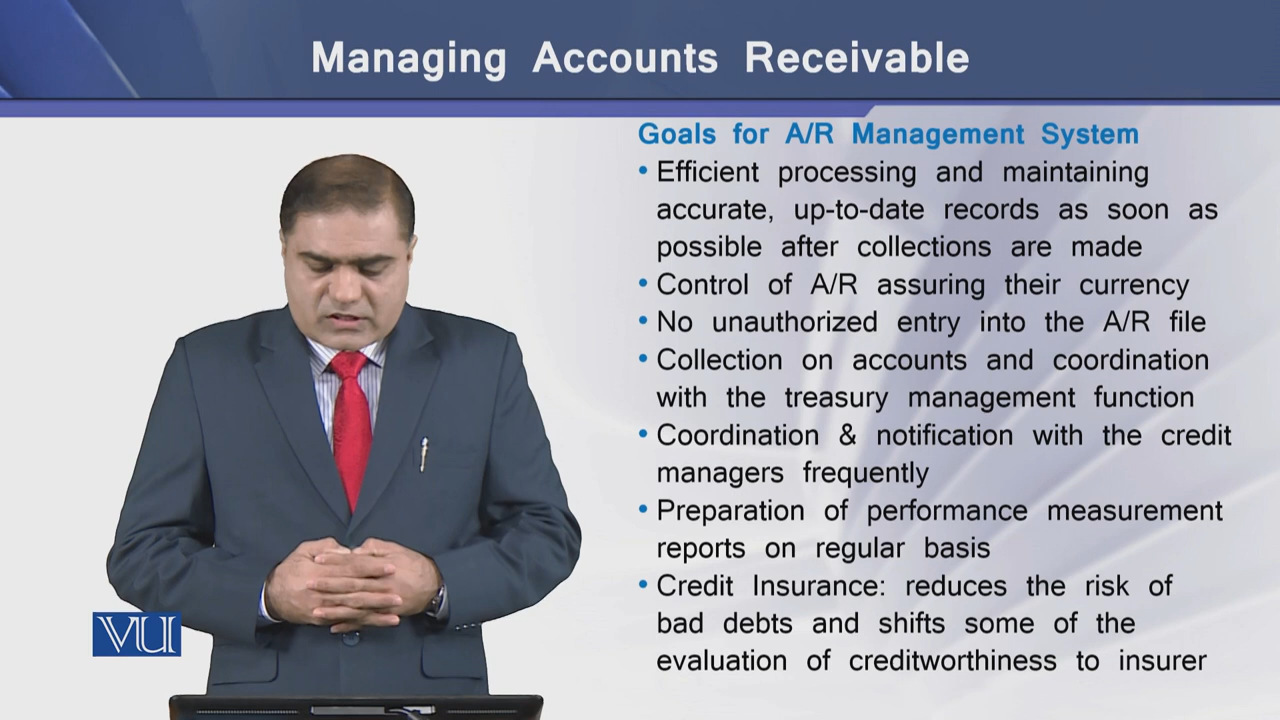 Managing Accounts Receivable
Goals for A/R Management System
• Efficient processing and maintaining
accurate, up-to-date records as soon as
possible after collections are made
• Control of A/R assuring their currency
• No unauthorized entry into the A/R file
• Collection on accounts and coordination
with the treasury management function
• Coordination & notification with the credit
managers frequently
• Preparation of performance measurement
reports on regular basis
• Credit Insurance: reduces the risk of
bad debts and shifts some of the
evaluation of creditworthiness to insurer
VU